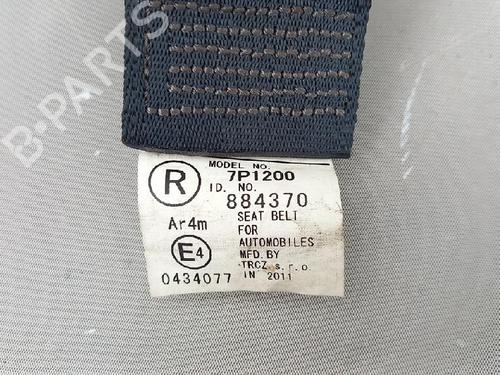 B-PARTS
MODEL NO.
7P1200
R
ID. NO.
884370
Ar4m
SEAT BELT
FOR
AUTOMOBILES
E4
MFD. BY
TRCZ. s. r. o.
0434077
IN 2011